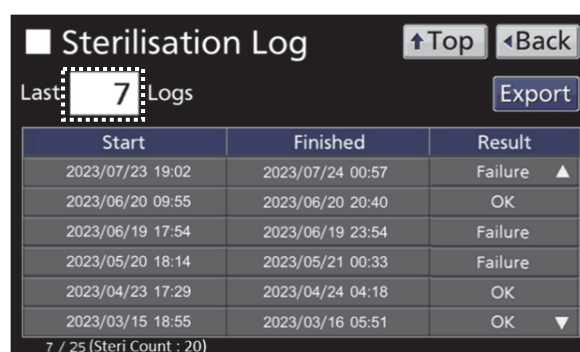 Sterilisation Log
Top
Back
Last 7 Logs
Export
Start Finished Result
2023/07/23 19:02 2023/07/24 00:57 Failure
2023/06/20 09:55 2023/06/20 20:40 OK
2023/06/19 17:54 2023/06/19 23:54 Failure
2023/05/20 18:14 2023/05/21 00:33 Failure
2023/04/23 17:29 2023/04/24 04:18 OK
2023/03/15 18:55 2023/03/16 05:51 OK
7 / 25 (Steri Count : 20)